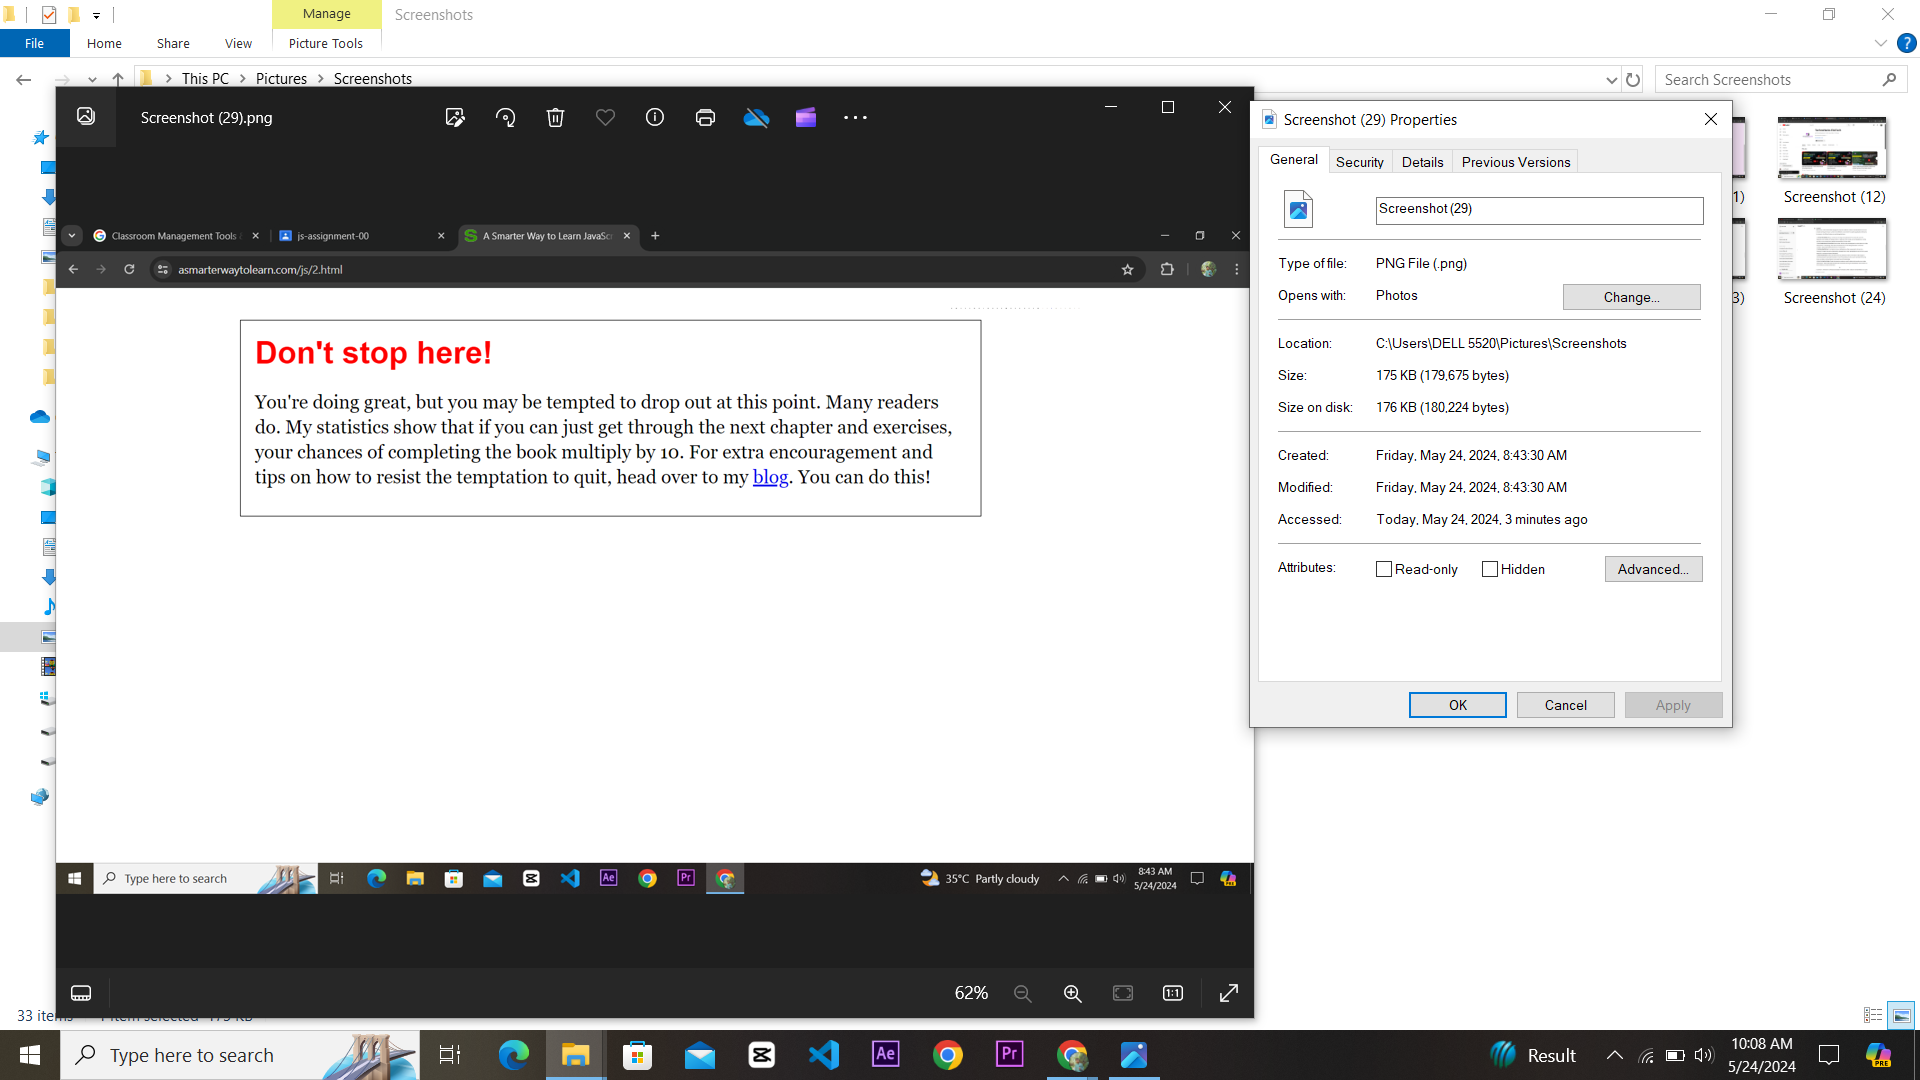 Manage
Screenshots
File
Home
Share
View
Picture Tools
This PC
Pictures
Screenshots
Search Screenshots
Screenshot (29).png
Classroom Management Tools
js-assignment-00
A Smarter Way to Learn JavaScr
asmarterwaytolearn.com/js/2.html
Don't stop here!
You're doing great, but you may be tempted to drop out at this point. Many readers
do. My statistics show that if you can just get through the next chapter and exercises,
your chances of completing the book multiply by 10. For extra encouragement and
tips on how to resist the temptation to quit, head over to my blog. You can do this!
Type here to search
Ae
Pr
35°C Partly cloudy
8:43 AM
5/24/2024
62%
1:1
Screenshot (29) Properties
General
Security
Details
Previous Versions
Screenshot (29)
Type of file:
PNG File (.png)
Opens with:
Photos
Change...
Location:
C:\Users\DELL 5520\Pictures\Screenshots
Size:
175 KB (179,675 bytes)
Size on disk:
176 KB (180,224 bytes)
Created:
Friday, May 24, 2024, 8:43:30 AM
Modified:
Friday, May 24, 2024, 8:43:30 AM
Accessed:
Today, May 24, 2024, 3 minutes ago
Attributes:
Read-only
Hidden
Advanced...
OK
Cancel
Apply
1)
Screenshot (12)
3)
Screenshot (24)
33 items
Type here to search
Ae
Pr
Result
10:08 AM
5/24/2024
PRE